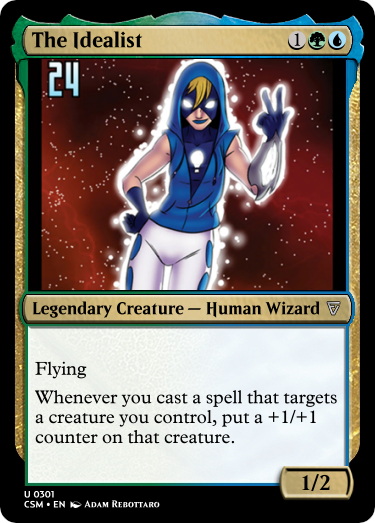 The Idealist 1
24
Legendary Creature — Human Wizard
Flying
Whenever you cast a spell that targets
a creature you control, put a +1/+1
counter on that creature.
1/2
U 0301
CSM • EN Adam Rebottaro